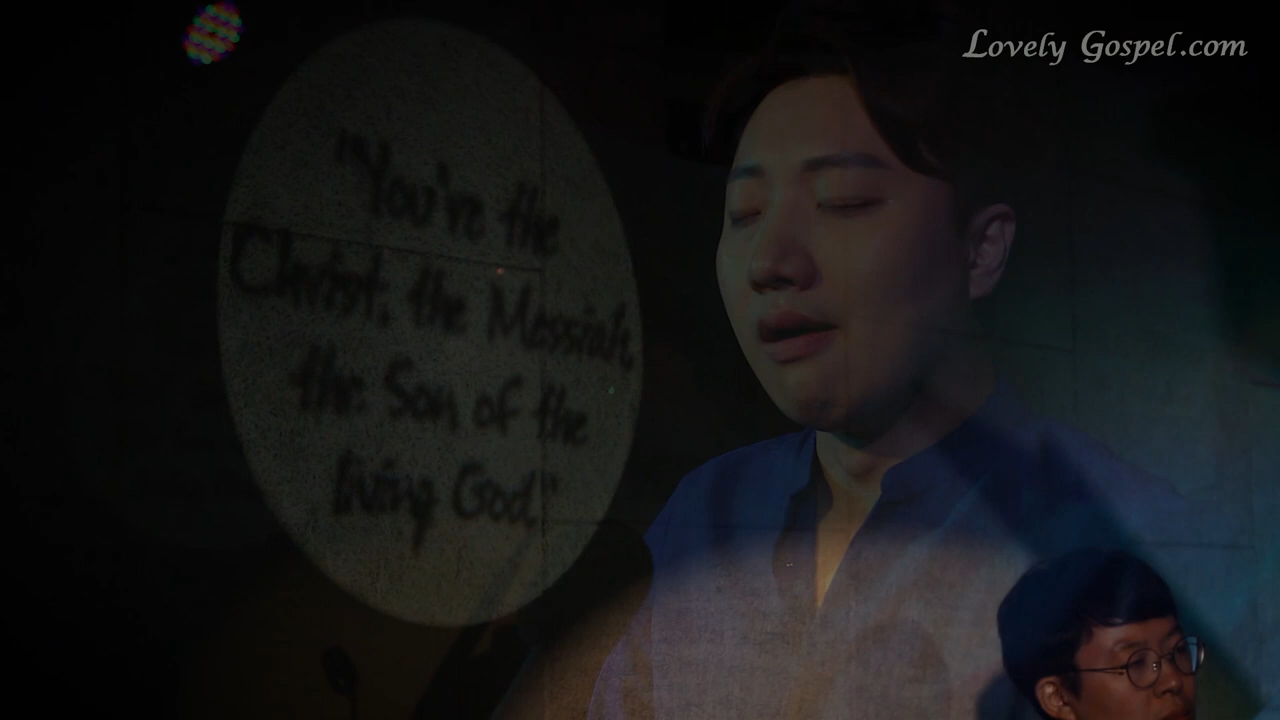 Lovely Gospel.com
"You're the
Christ, the Messiah,
the Son of the
living God."